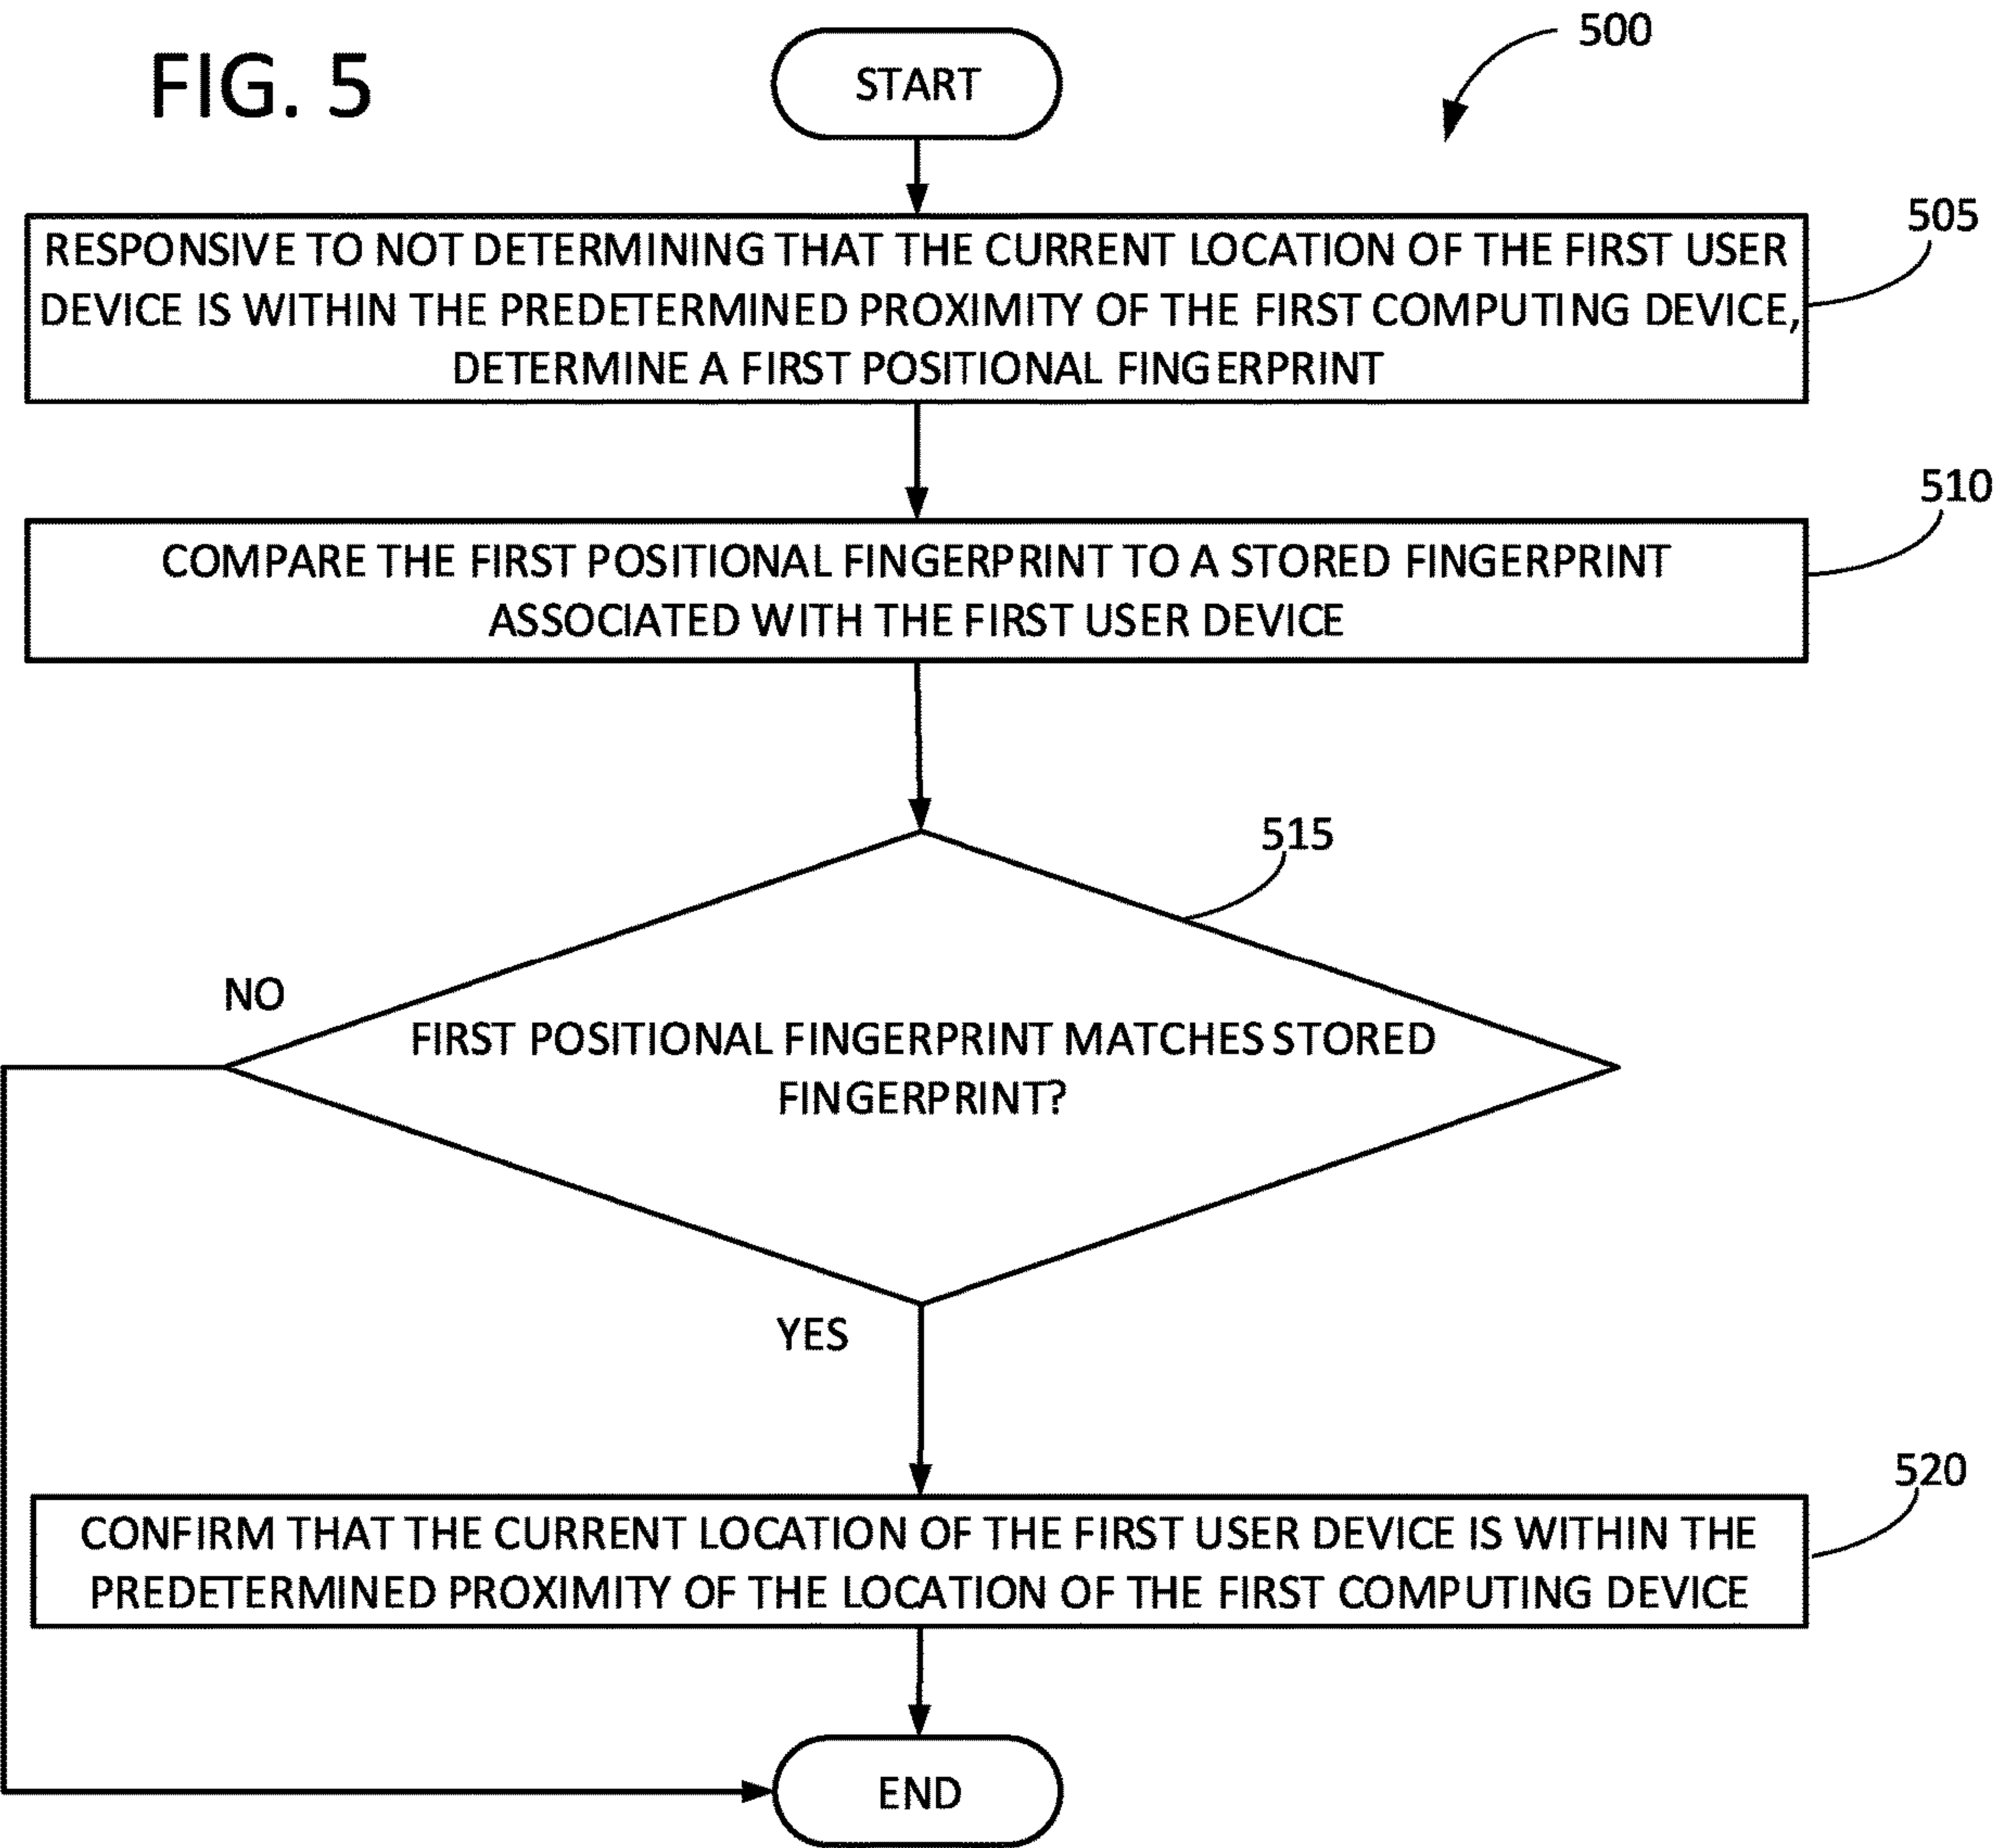 FIG. 5
START
500
RESPONSIVE TO NOT DETERMINING THAT THE CURRENT LOCATION OF THE FIRST USER
DEVICE IS WITHIN THE PREDETERMINED PROXIMITY OF THE FIRST COMPUTING DEVICE,
DETERMINE A FIRST POSITIONAL FINGERPRINT
505
COMPARE THE FIRST POSITIONAL FINGERPRINT TO A STORED FINGERPRINT
ASSOCIATED WITH THE FIRST USER DEVICE
510
515
NO
FIRST POSITIONAL FINGERPRINT MATCHES STORED
FINGERPRINT?
YES
520
CONFIRM THAT THE CURRENT LOCATION OF THE FIRST USER DEVICE IS WITHIN THE
PREDETERMINED PROXIMITY OF THE LOCATION OF THE FIRST COMPUTING DEVICE
END